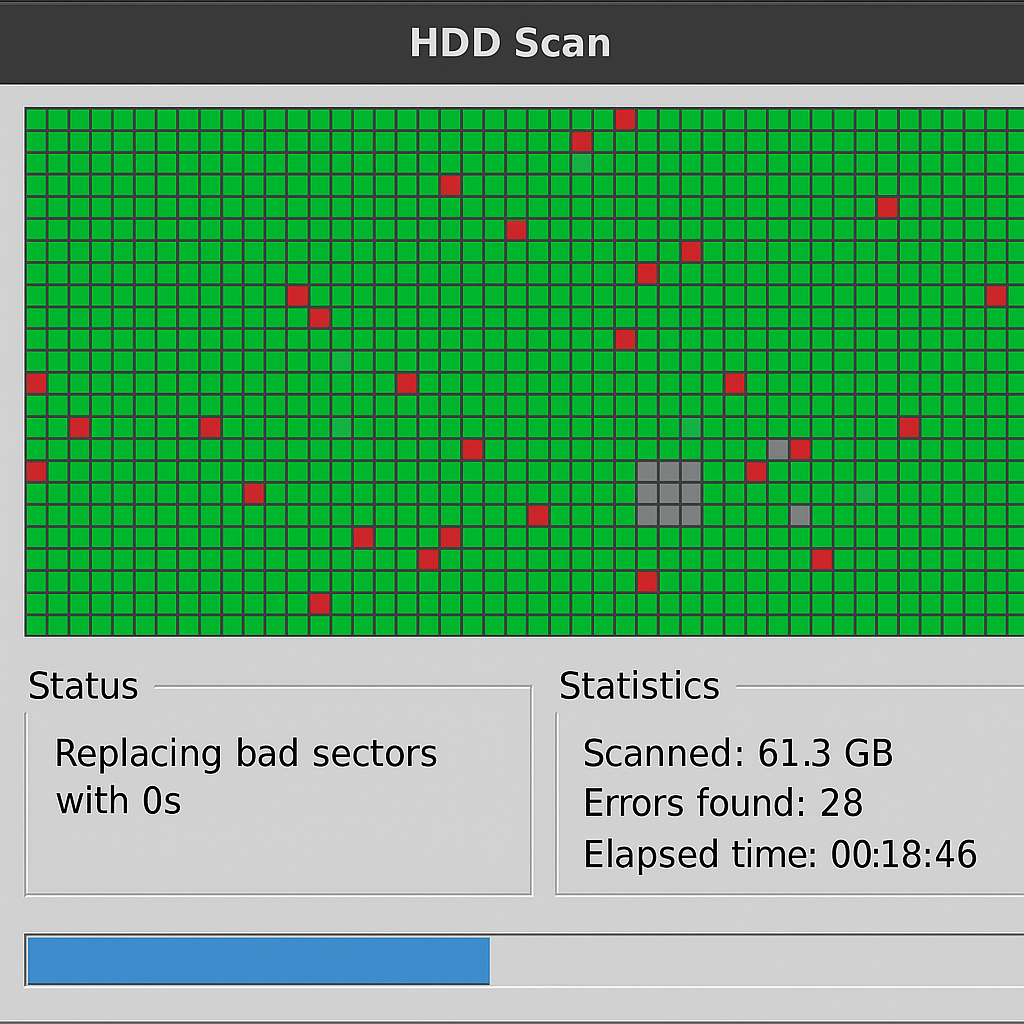 HDD Scan
Status
Replacing bad sectors
with 0s
Statistics
Scanned: 61.3 GB
Errors found: 28
Elapsed time: 00:18:46